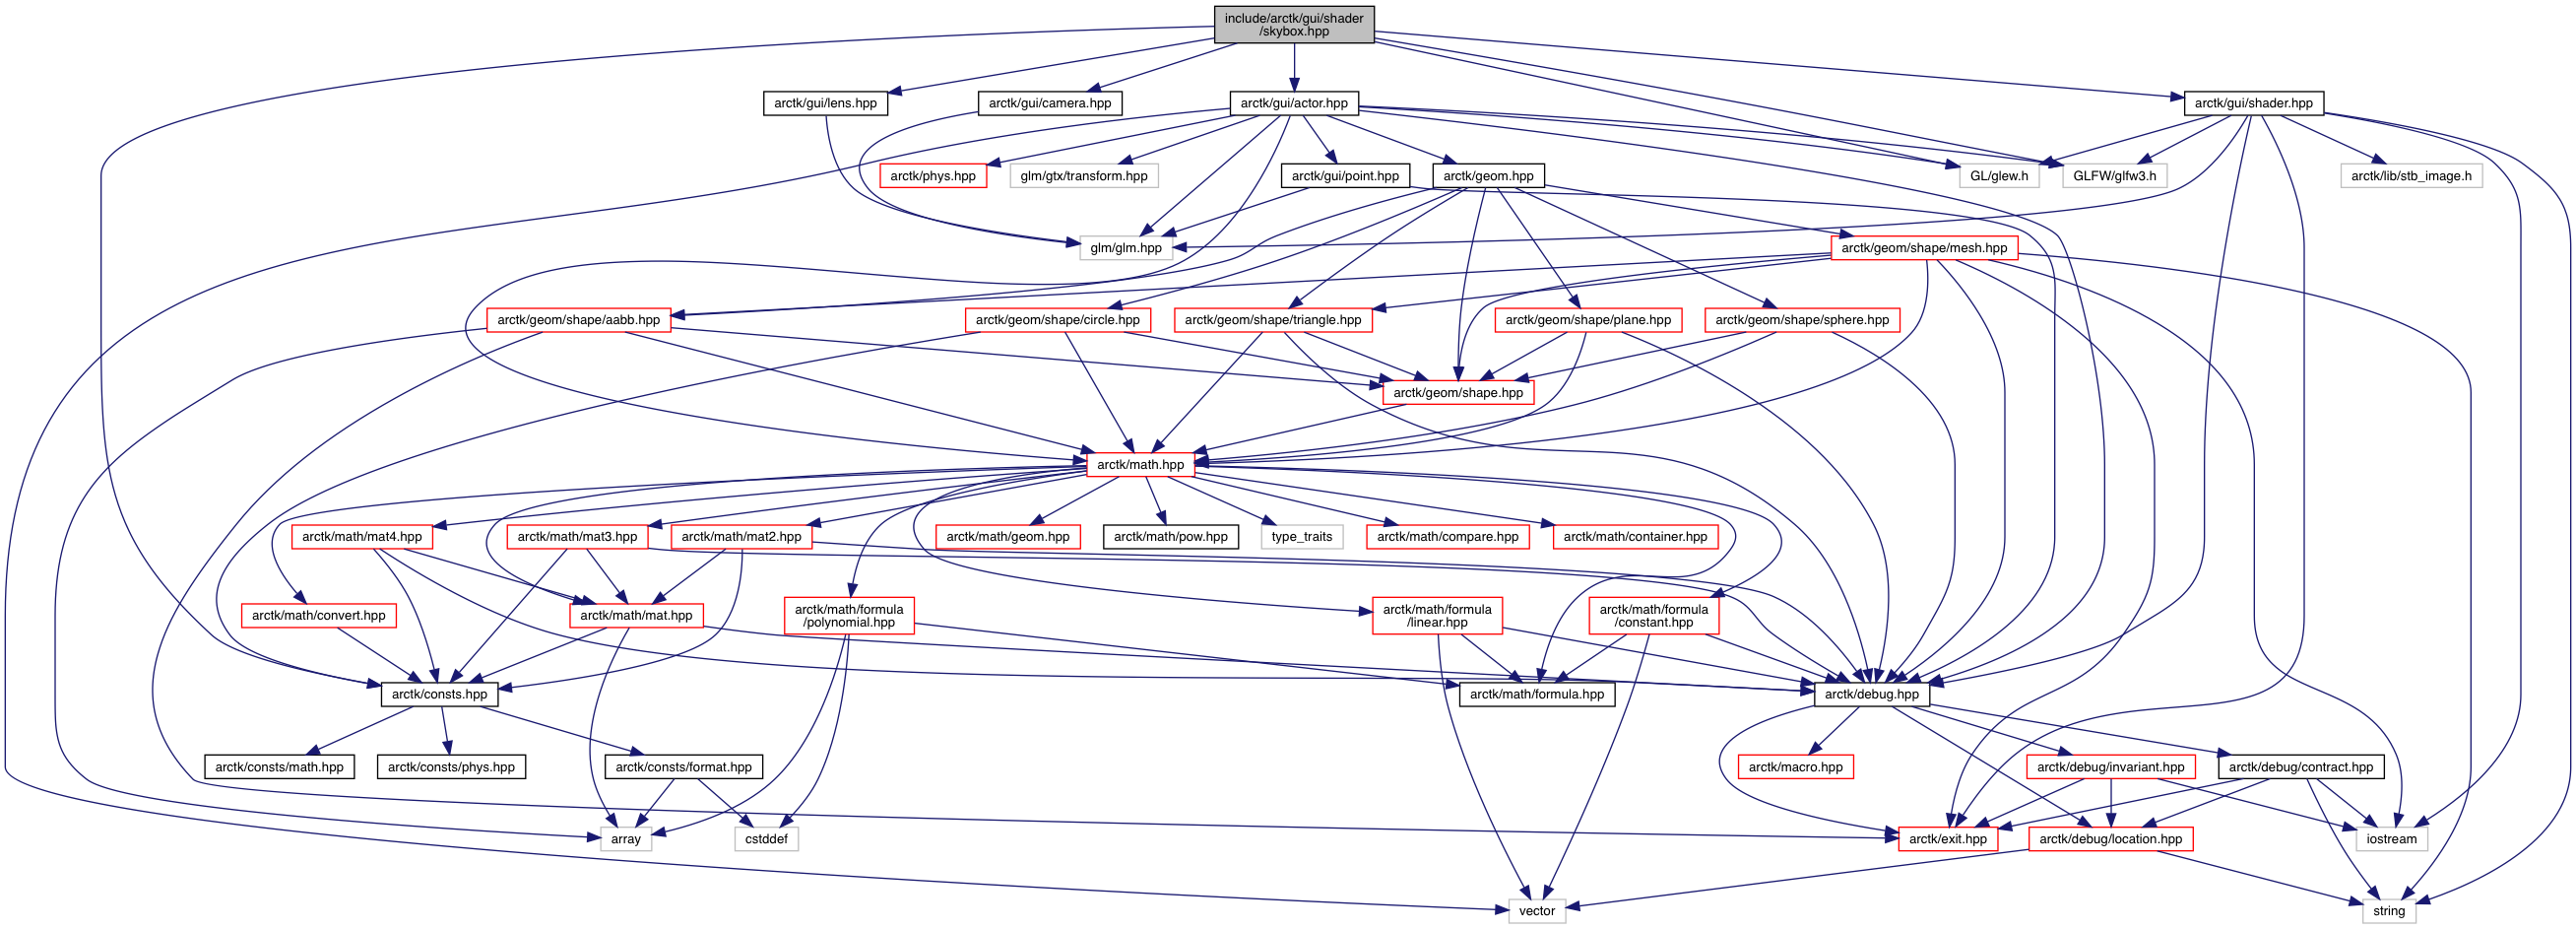 include/arctk/gui/shader
/skybox.hpp
arctk/gui/lens.hpp
arctk/gui/camera.hpp
arctk/gui/actor.hpp
arctk/gui/shader.hpp
arctk/phys.hpp
glm/gtx/transform.hpp
arctk/gui/point.hpp
arctk/geom.hpp
GL/glew.h
GLFW/glfw3.h
arctk/lib/stb_image.h
glm/glm.hpp
arctk/geom/shape/mesh.hpp
arctk/geom/shape/aabb.hpp
arctk/geom/shape/circle.hpp
arctk/geom/shape/triangle.hpp
arctk/geom/shape/plane.hpp
arctk/geom/shape/sphere.hpp
arctk/geom/shape.hpp
arctk/math.hpp
arctk/math/mat4.hpp
arctk/math/mat3.hpp
arctk/math/mat2.hpp
arctk/math/geom.hpp
arctk/math/pow.hpp
type_traits
arctk/math/compare.hpp
arctk/math/container.hpp
arctk/math/convert.hpp
arctk/math/mat.hpp
arctk/math/formula
/polynomial.hpp
arctk/math/formula
/linear.hpp
arctk/math/formula
/constant.hpp
arctk/consts.hpp
arctk/math/formula.hpp
arctk/debug.hpp
arctk/consts/math.hpp
arctk/consts/phys.hpp
arctk/consts/format.hpp
arctk/macro.hpp
arctk/debug/invariant.hpp
arctk/debug/contract.hpp
array
cstddef
arctk/exit.hpp
arctk/debug/location.hpp
iostream
vector
string